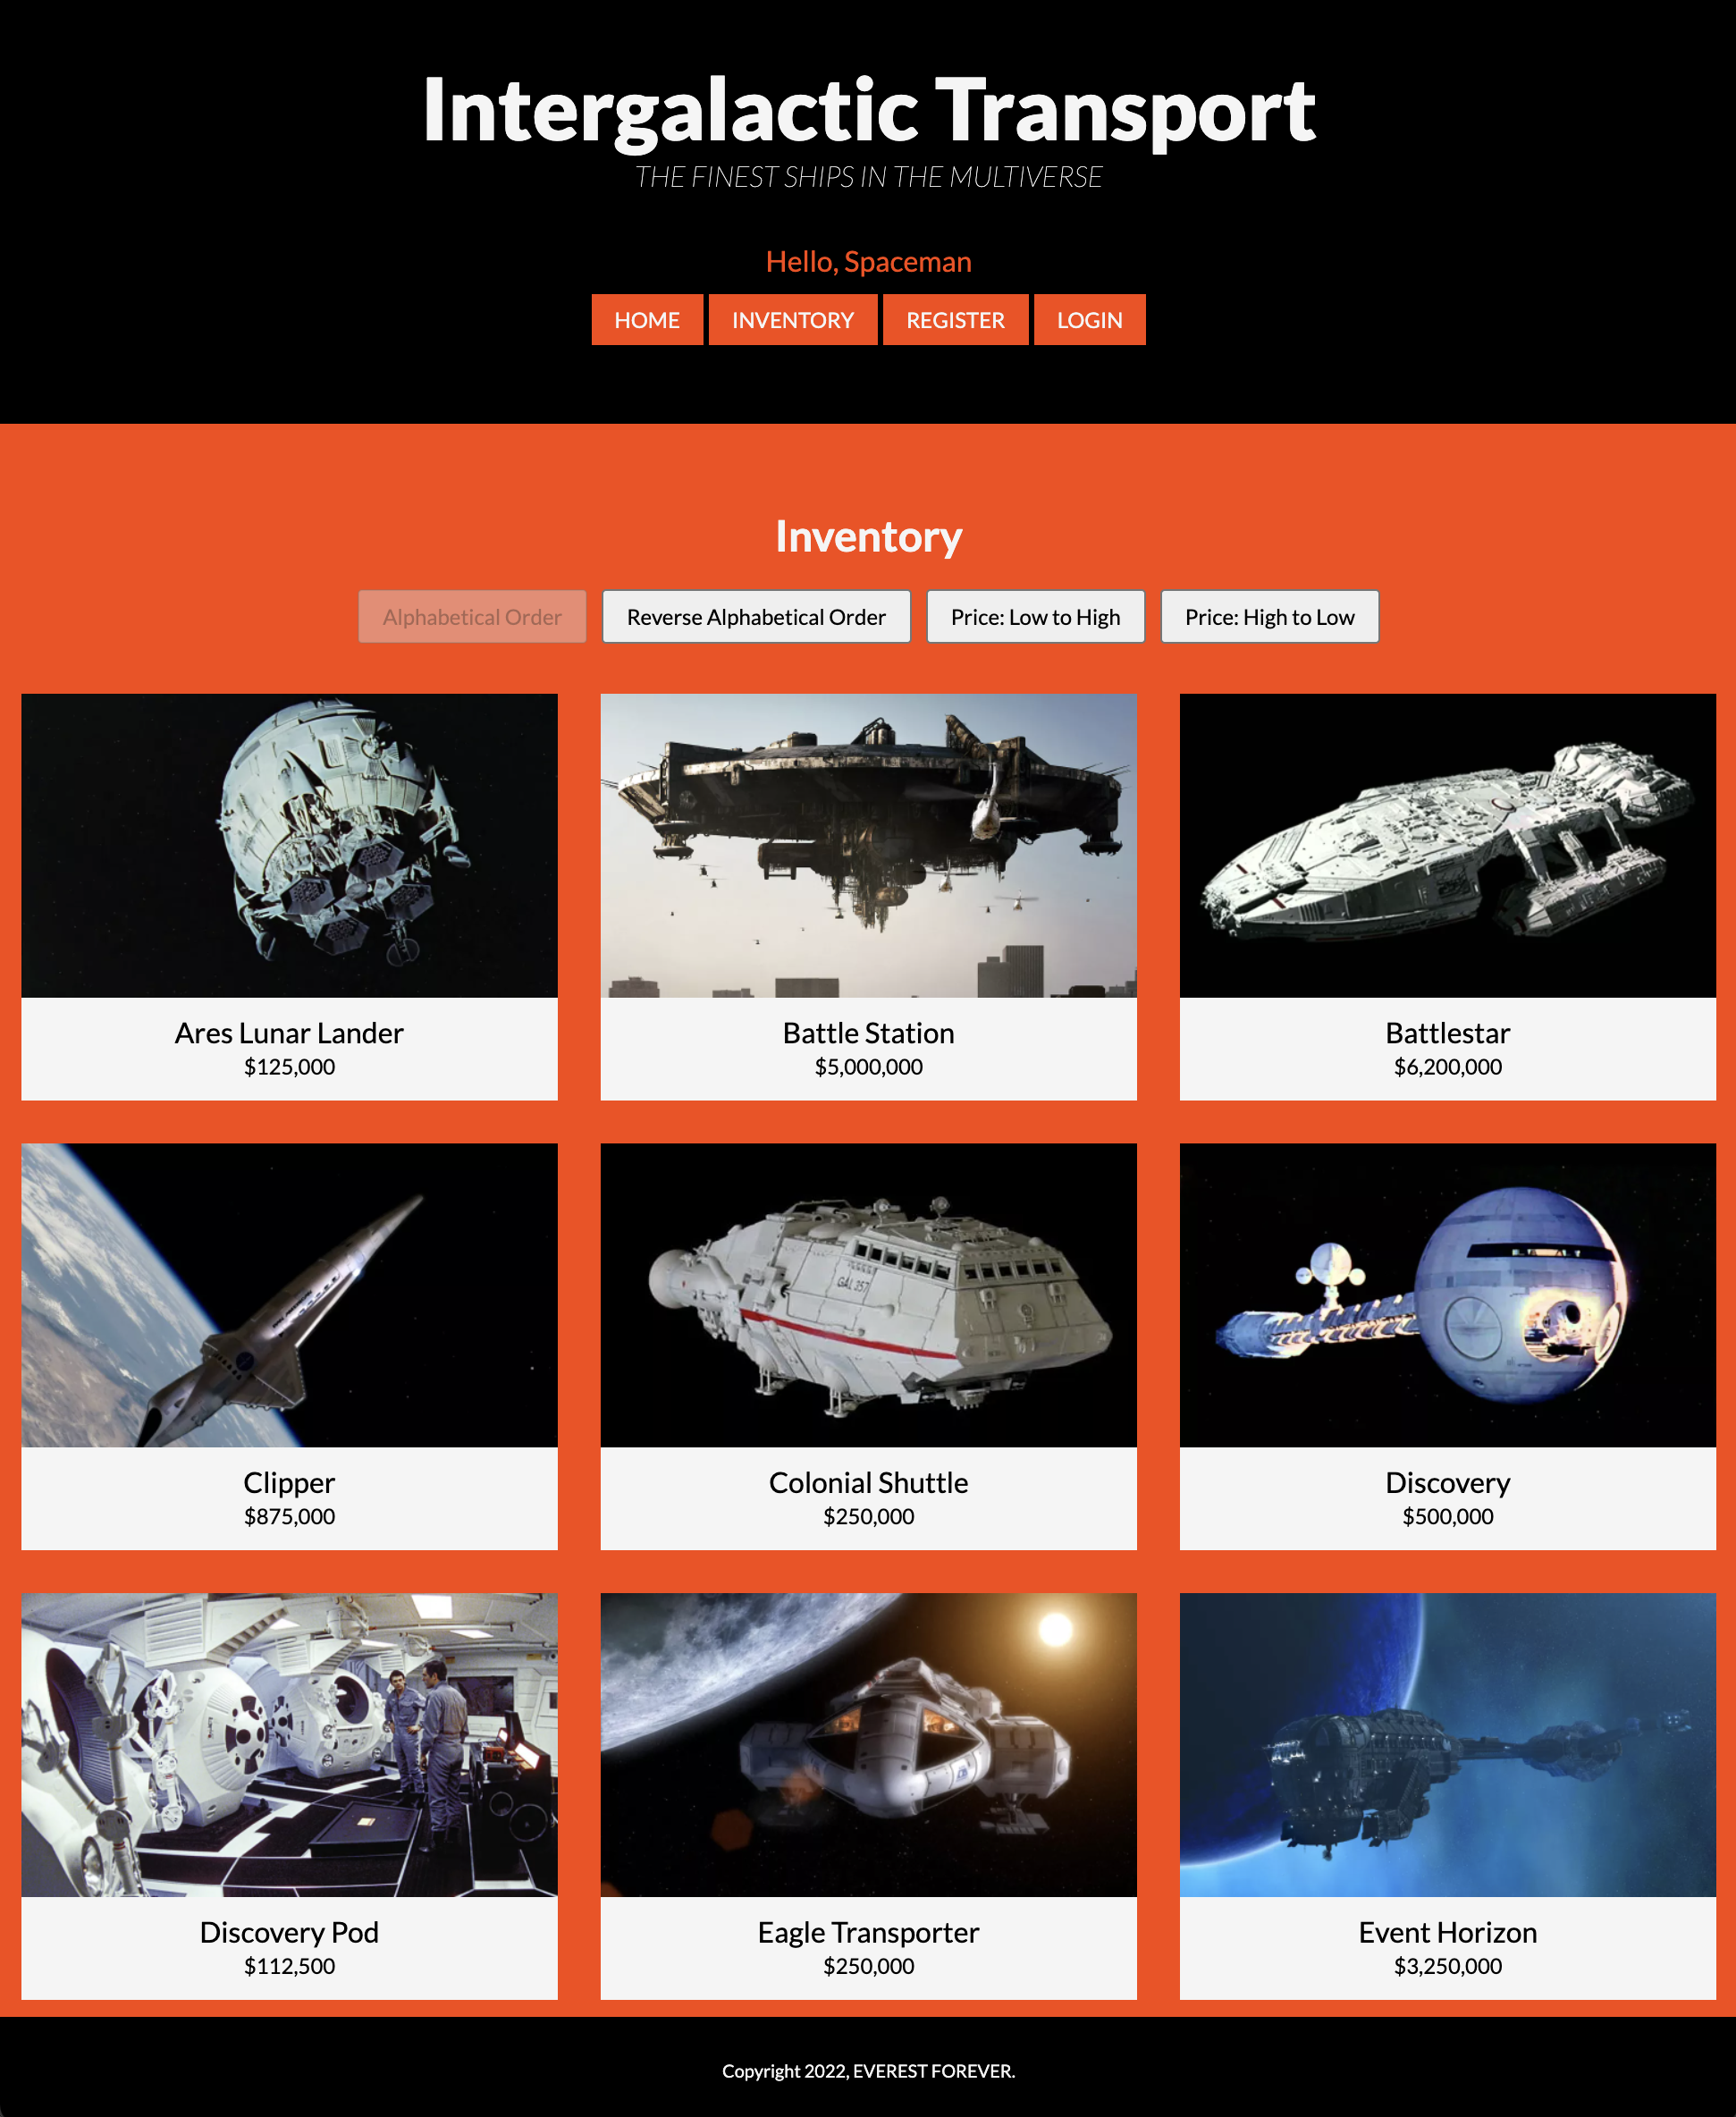 Intergalactic Transport
THE FINEST SHIPS IN THE MULTIVERSE
Hello, Spaceman
HOME INVENTORY REGISTER LOGIN
Inventory
Alphabetical Order Reverse Alphabetical Order Price: Low to High Price: High to Low
GAL 357
Ares Lunar Lander
$125,000
Battle Station
$5,000,000
Battlestar
$6,200,000
Clipper
$875,000
Colonial Shuttle
$250,000
Discovery
$500,000
Discovery Pod
$112,500
Eagle Transporter
$250,000
Event Horizon
$3,250,000
Copyright 2022, EVEREST FOREVER.